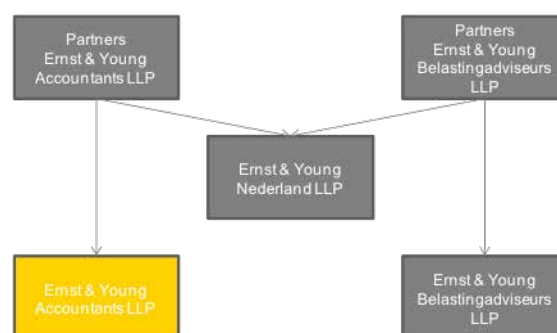 Partners
Ernst & Young
Accountants LLP
Partners
Ernst & Young
Belastingadviseurs
LLP
Ernst & Young
Nederland LLP
Ernst & Young
Accountants LLP
Ernst & Young
Belastingadviseurs
LLP